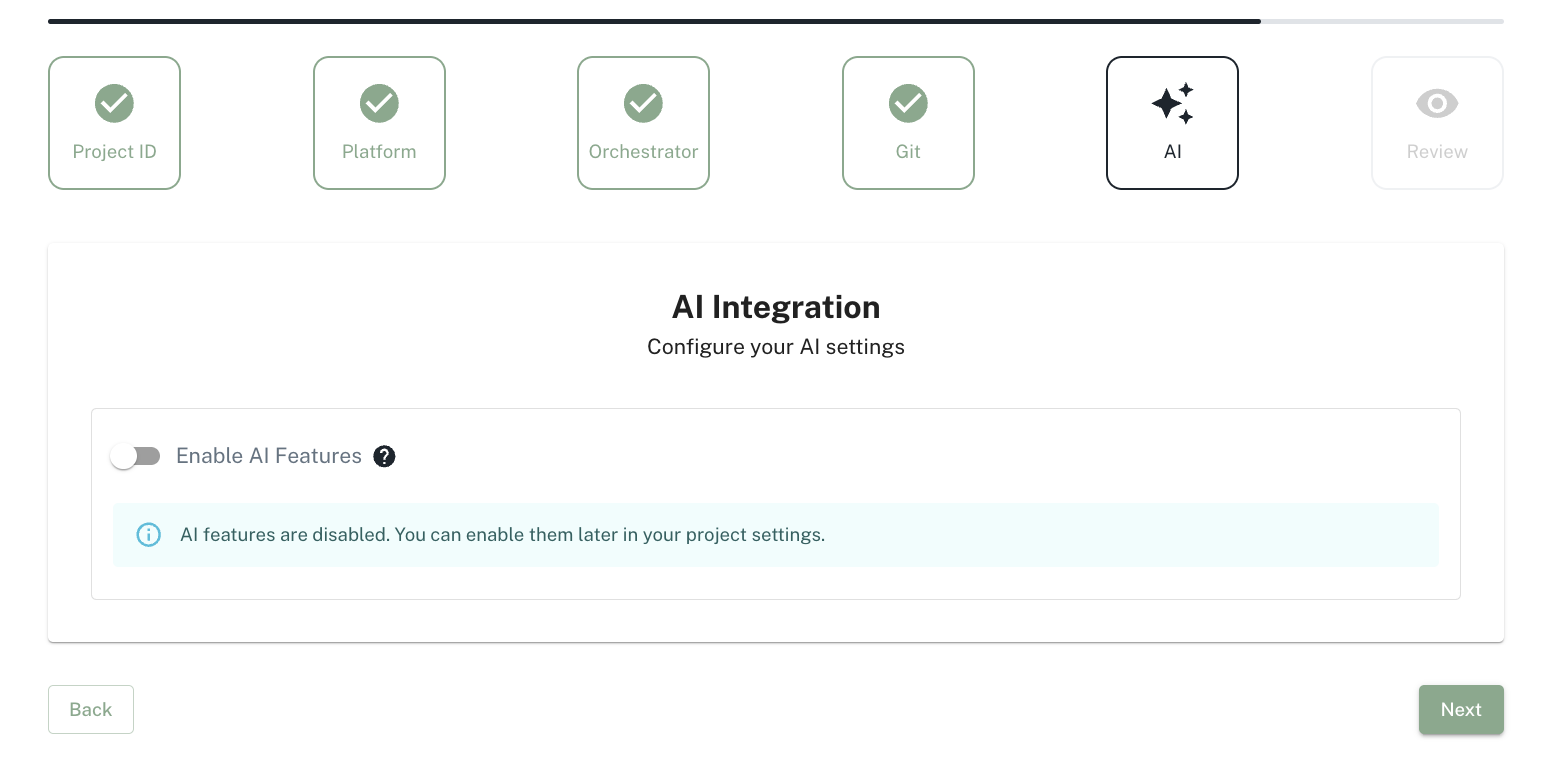 Project ID
Platform
Orchestrator
Git
AI
Review
AI Integration
Configure your AI settings
Enable AI Features
AI features are disabled. You can enable them later in your project settings.
Back
Next